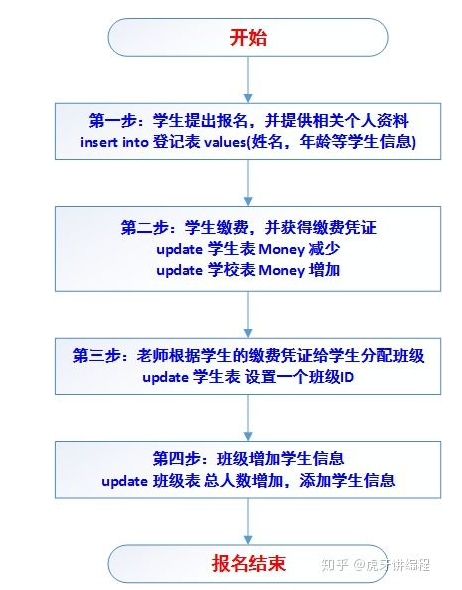 开始
第一步：学生提出报名，并提供相关个人资料
insert into 登记表 values(姓名，年龄等学生信息)
第二步：学生缴费，并获得缴费凭证
update 学生表 Money 减少
update 学校表 Money 增加
第三步：老师根据学生的缴费凭证给学生分配班级
update 学生表 设置一个班级ID
第四步：班级增加学生信息
update 班级表 总人数增加，添加学生信息
报名结束
知乎 @虎牙讲编程